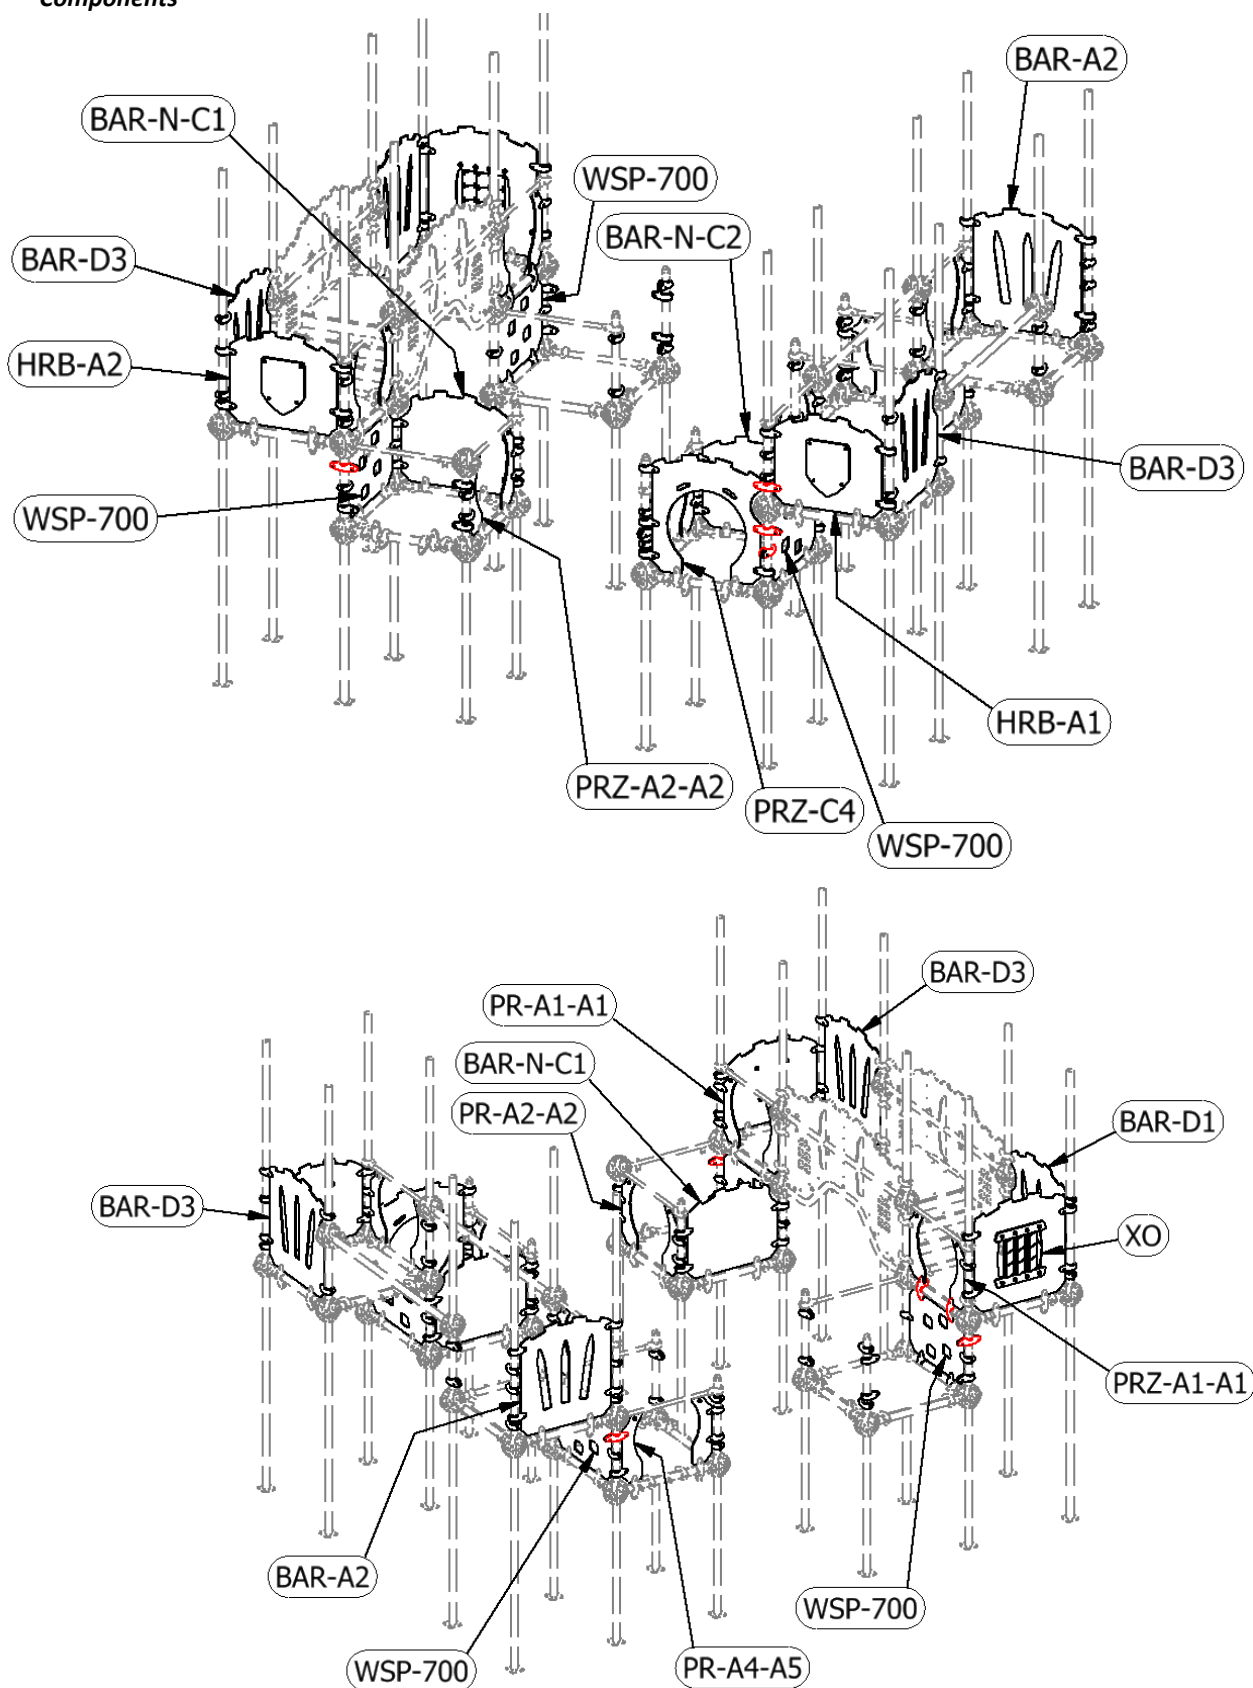 Components
BAR-A2
BAR-N-C1
WSP-700
BAR-N-C2
BAR-D3
HRB-A2
BAR-D3
WSP-700
HRB-A1
PRZ-A2-A2
PRZ-C4
WSP-700
BAR-D3
PR-A1-A1
BAR-N-C1
PR-A2-A2
BAR-D1
BAR-D3
XO
PRZ-A1-A1
BAR-A2
WSP-700
WSP-700
PR-A4-A5